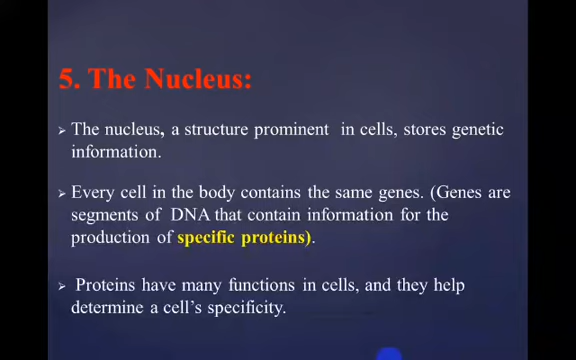 5. The Nucleus:
➢ The nucleus, a structure prominent in cells, stores genetic
information.
➢ Every cell in the body contains the same genes. (Genes are
segments of DNA that contain information for the
production of specific proteins).
➢ Proteins have many functions in cells, and they help
determine a cell's specificity.